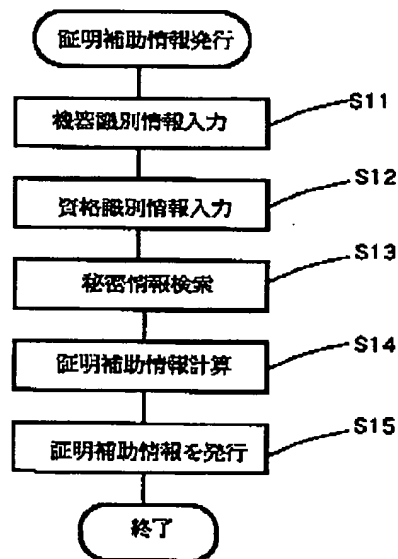 証明補助情報発行
機器識別情報入力
S11
資格識別情報入力
S12
秘密情報検索
S13
証明補助情報計算
S14
証明補助情報を発行
S15
終了